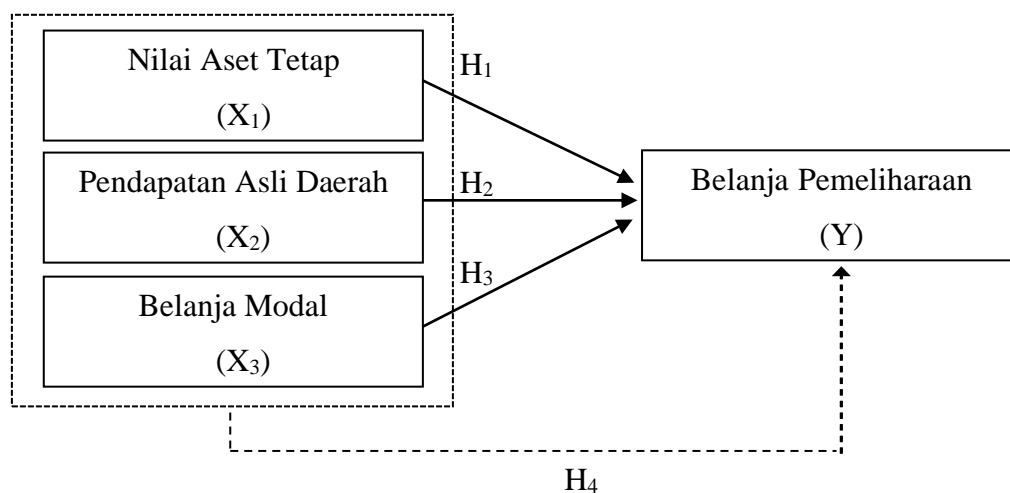 Nilai Aset Tetap
(X₁)
H₁
Pendapatan Asli Daerah
(X₂)
H₂
Belanja Modal
(X₃)
H₃
Belanja Pemeliharaan
(Y)
H₄